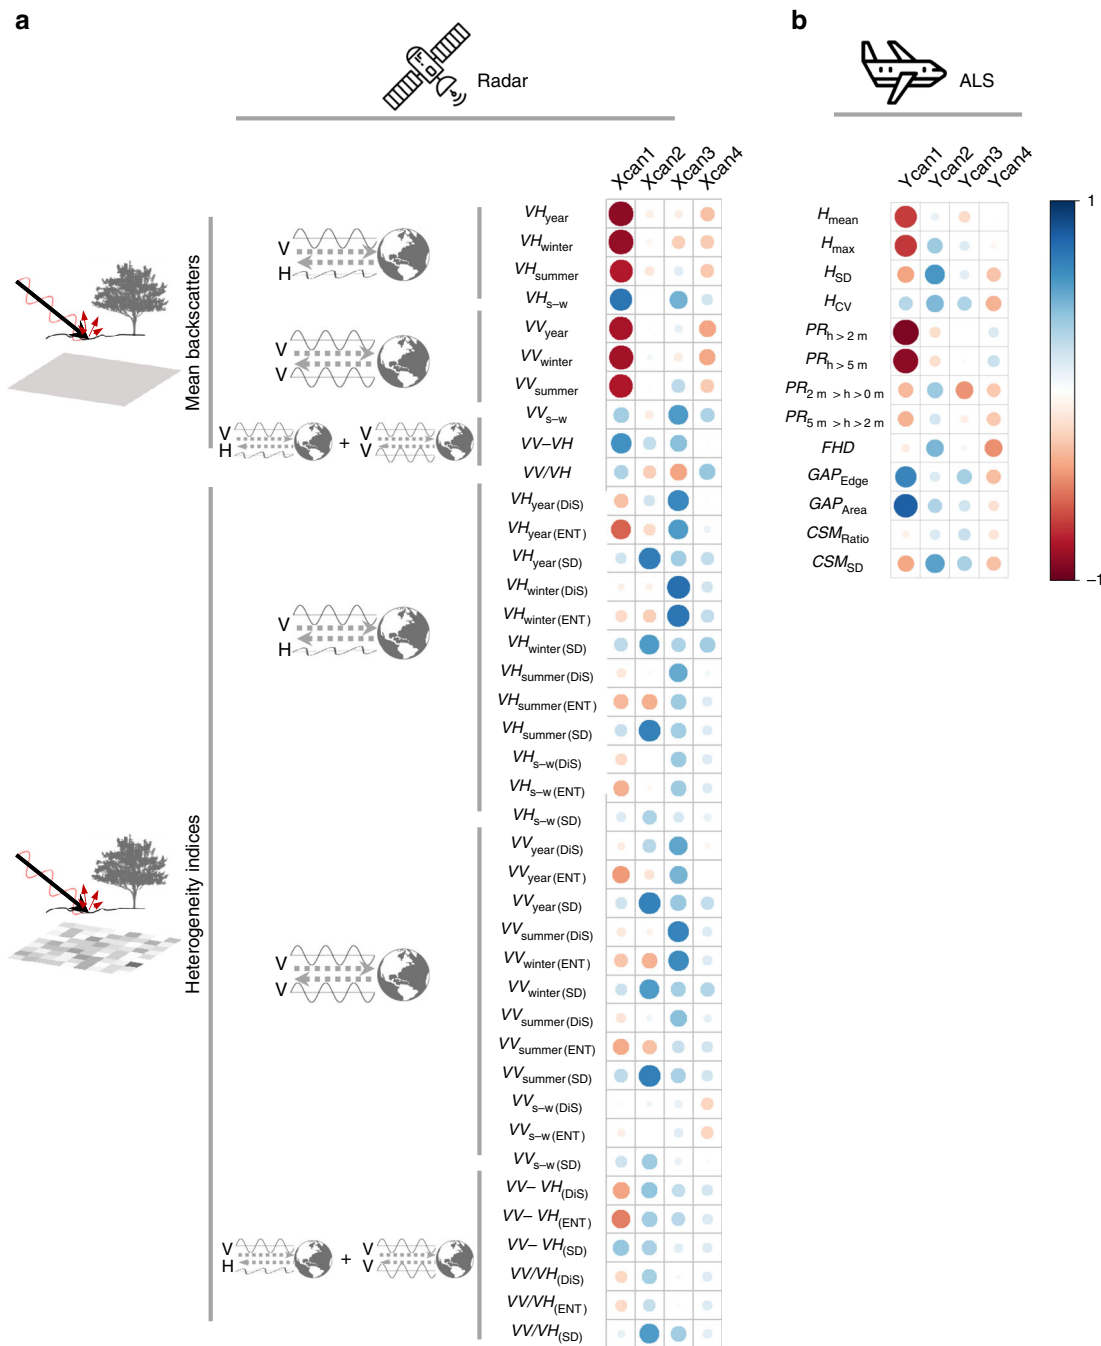 a
Radar
Xcan1 Xcan2 Xcan3 Xcan4
Mean backscatters
V
H
V
V
V
H
+
V
V
VHyear
VHwinter
VHsummer
VHs–w
VVyear
VVwinter
VVsummer
VVs–w
VV–VH
VV/VH
Heterogeneity indices
V
H
V
V
V
H
+
V
V
VHyear(DiS)
VHyear(ENT)
VHyear(SD)
VHwinter(DiS)
VHwinter(ENT)
VHwinter(SD)
VHsummer(DiS)
VHsummer(ENT)
VHsummer(SD)
VHs–w(DiS)
VHs–w(ENT)
VHs–w(SD)
VVyear(DiS)
VVyear(ENT)
VVyear(SD)
VVsummer(DiS)
VVwinter(ENT)
VVwinter(SD)
VVsummer(DiS)
VVsummer(ENT)
VVsummer(SD)
VVs–w(DiS)
VVs–w(ENT)
VVs–w(SD)
VV– VH(DiS)
VV– VH(ENT)
VV– VH(SD)
VV/VH(DiS)
VV/VH(ENT)
VV/VH(SD)
b
ALS
Ycan1 Ycan2 Ycan3 Ycan4
Hmean
Hmax
HSD
HCV
PRh > 2 m
PRh > 5 m
PR2 m > h > 0 m
PR5 m > h > 2 m
FHD
GAPEdge
GAPArea
CSMRatio
CSMSD
1
–1